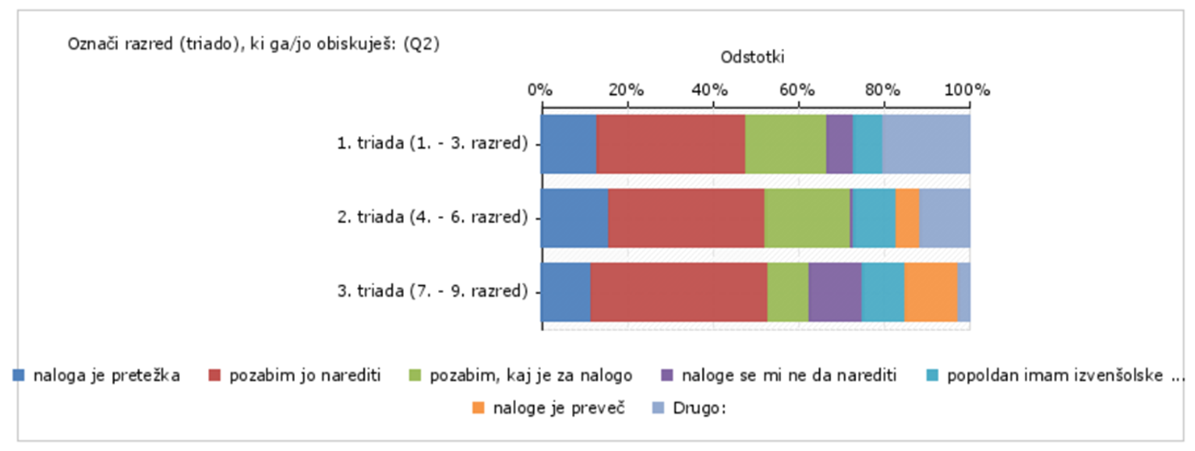 Označi razred (triado), ki ga/jo obiskuješ: (Q2)
Odstotki
0% 20% 40% 60% 80% 100%
1. triada (1. - 3. razred)
2. triada (4. - 6. razred)
3. triada (7. - 9. razred)
naloga je pretežka pozabim jo narediti pozabim, kaj je za nalogo naloge se mi ne da narediti popoldan imam izvenšolske ...
naloge je preveč Drugo: